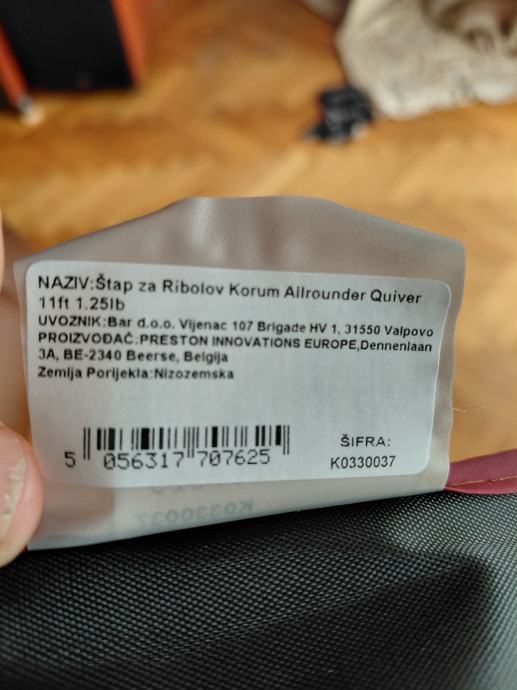 NAZIV:Štap za Ribolov Korum Allrounder Quiver
11ft 1.25lb
UVOZNIK:Bar d.o.o. Vijenac 107 Brigade HV 1, 31550 Valpovo
PROIZVOĐAČ.PRESTON INNOVATIONS EUROPE,Dennenlaan
3A, BE-2340 Beerse, Belgija
Zemlja Porijekla:Nizozemska
5 056317 707625
ŠIFRA:
K0330037
K0330037